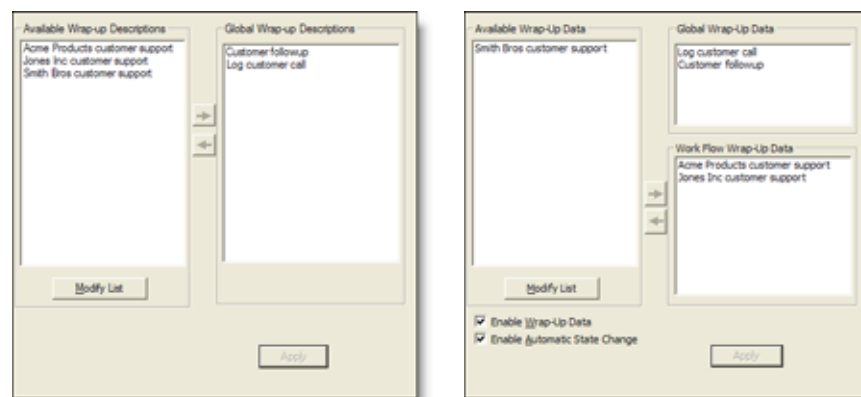 Available Wrap-up Descriptions
Acme Products customer support
Jones Inc customer support
Smith Bros customer support
Modify List
Global Wrap-up Descriptions
Customer followup
Log customer call
Apply
Available Wrap-Up Data
Smith Bros customer support
Modify List
Global Wrap-Up Data
Log customer call
Customer followup
Work Flow Wrap-Up Data
Acme Products customer support
Jones Inc customer support
Enable Wrap-Up Data
Enable Automatic State Change
Apply